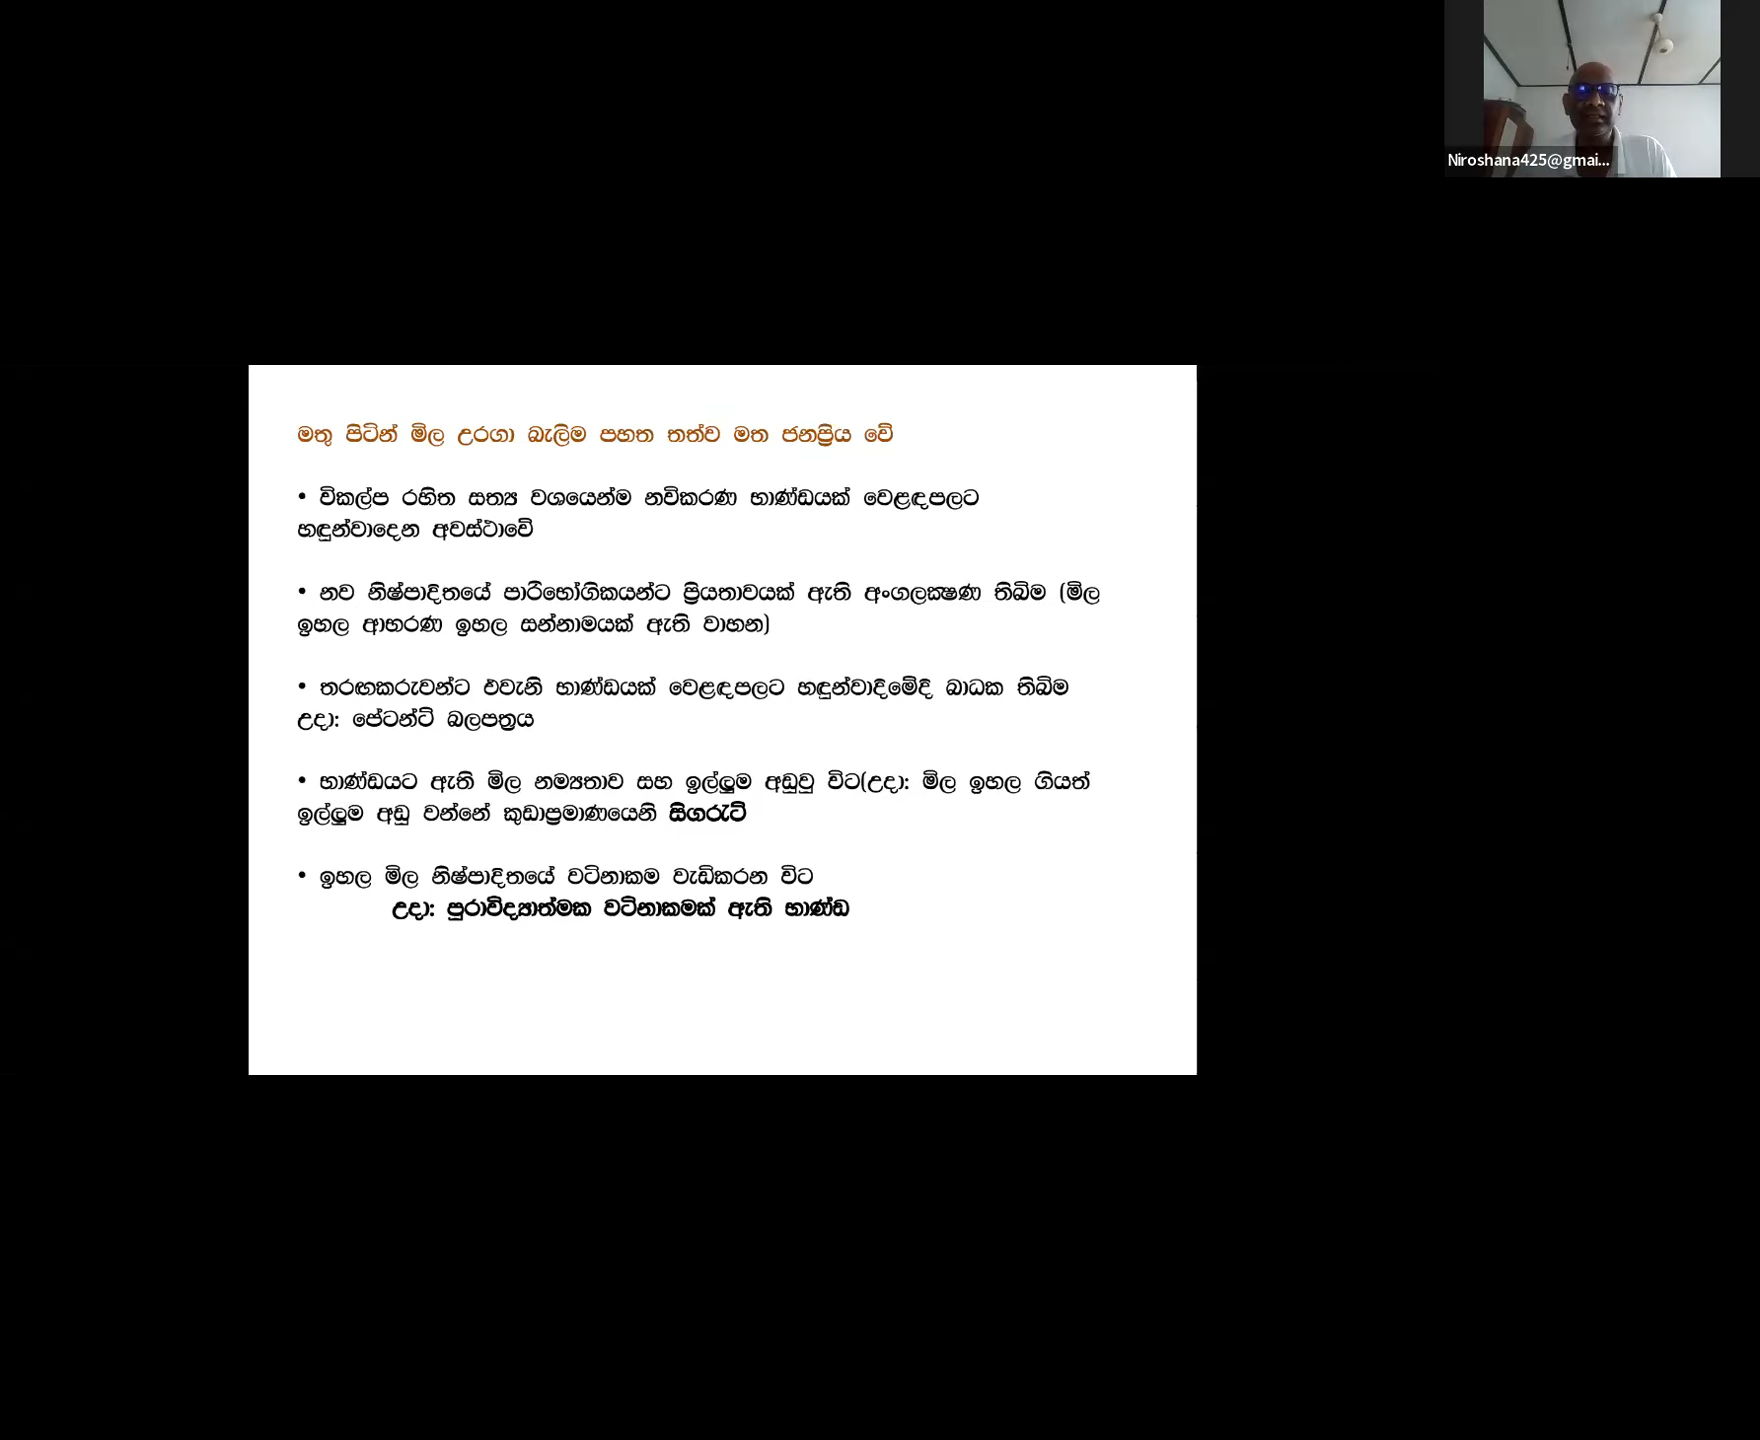 Niroshana425@gmai...
මතු පිටින් මිල උරගා බැලිම පහත තත්ව මත ජනප්‍රිය වේ
• විකල්ප රහිත සත්‍ය වශයෙන්ම නවිකරණ භාණ්ඩයක් වෙළඳපලට
හඳුන්වාදෙන අවස්ථාවේ
• නව නිෂ්පාදිතයේ පාරිභෝගිකයන්ට ප්‍රියතාවයක් ඇති අංගලක්‍ෂණ තිබිම (මිල
ඉහල ආභරණ ඉහල සන්නාමයක් ඇති වාහන)
• තරඟකරුවන්ට එවැනි භාණ්ඩයක් වෙළඳපලට හඳුන්වාදිමේදි බාධක තිබිම
උදා: පේටන්ට් බලපත්‍රය
• භාණ්ඩයට ඇති මිල නම්‍යතාව සහ ඉල්ලුම අඩුවු විට(උදා: මිල ඉහල ගියත්
ඉල්ලුම අඩු වන්නේ කුඩාප්‍රමාණයෙනි සිගරුට්
• ඉහල මිල නිෂ්පාදිතයේ වටිනාකම වැඩිකරන විට
උදා: පුරාවිද්‍යාත්මක වටිනාකමක් ඇති භාණ්ඩ